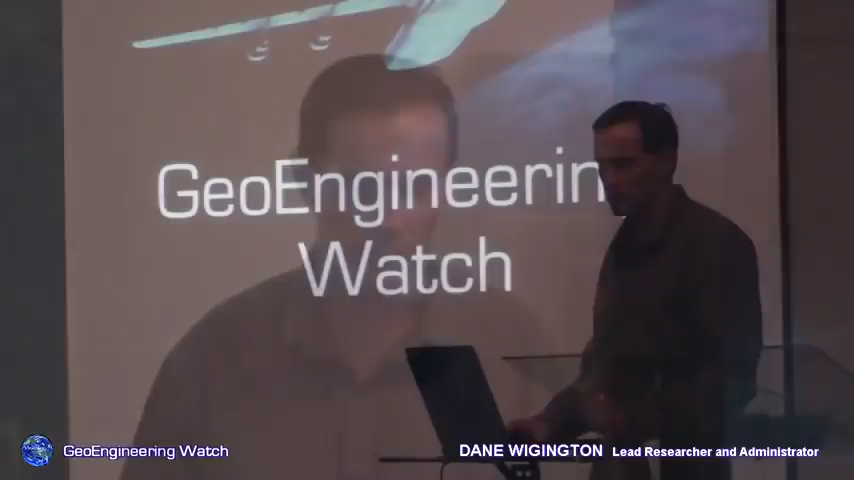 GeoEngineerin
Watch
GeoEngineering Watch
DANE WIGINGTON Lead Researcher and Administrator